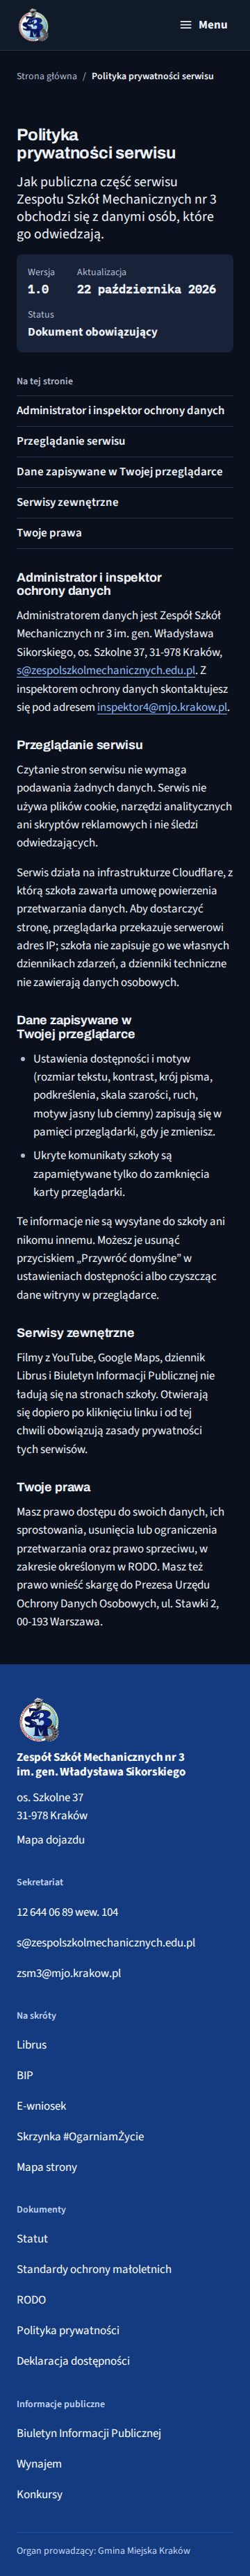 Menu
Strona główna / Polityka prywatności serwisu
Polityka
prywatności serwisu
Jak publiczna część serwisu
Zespołu Szkół Mechanicznych nr 3
obchodzi się z danymi osób, które
go odwiedzają.
Wersja Aktualizacja
1.0 22 października 2026
Status
Dokument obowiązujący
Na tej stronie
Administrator i inspektor ochrony danych
Przeglądanie serwisu
Dane zapisywane w Twojej przeglądarce
Serwisy zewnętrzne
Twoje prawa
Administrator i inspektor
ochrony danych
Administratorem danych jest Zespół Szkół
Mechanicznych nr 3 im. gen. Władysława
Sikorskiego, os. Szkolne 37, 31-978 Kraków,
s@zespolszkolmechanicznych.edu.pl. Z
inspektorem ochrony danych skontaktujesz
się pod adresem inspektor4@mjo.krakow.pl.
Przeglądanie serwisu
Czytanie stron serwisu nie wymaga
podawania żadnych danych. Serwis nie
używa plików cookie, narzędzi analitycznych
ani skryptów reklamowych i nie śledzi
odwiedzających.
Serwis działa na infrastrukturze Cloudflare, z
którą szkoła zawarła umowę powierzenia
przetwarzania danych. Aby dostarczyć
stronę, przeglądarka przekazuje serwerowi
adres IP; szkoła nie zapisuje go we własnych
dziennikach zdarzeń, a dzienniki techniczne
nie zawierają danych osobowych.
Dane zapisywane w
Twojej przeglądarce
Ustawienia dostępności i motyw
(rozmiar tekstu, kontrast, krój pisma,
podkreślenia, skala szarości, ruch,
motyw jasny lub ciemny) zapisują się w
pamięci przeglądarki, gdy je zmienisz.
Ukryte komunikaty szkoły są
zapamiętywane tylko do zamknięcia
karty przeglądarki.
Te informacje nie są wysyłane do szkoły ani
nikomu innemu. Możesz je usunąć
przyciskiem „Przywróć domyślne” w
ustawieniach dostępności albo czyszcząc
dane witryny w przeglądarce.
Serwisy zewnętrzne
Filmy z YouTube, Google Maps, dziennik
Librus i Biuletyn Informacji Publicznej nie
ładują się na stronach szkoły. Otwierają
się dopiero po kliknięciu linku i od tej
chwili obowiązują zasady prywatności
tych serwisów.
Twoje prawa
Masz prawo dostępu do swoich danych, ich
sprostowania, usunięcia lub ograniczenia
przetwarzania oraz prawo sprzeciwu, w
zakresie określonym w RODO. Masz też
prawo wnieść skargę do Prezesa Urzędu
Ochrony Danych Osobowych, ul. Stawki 2,
00-193 Warszawa.
Zespół Szkół Mechanicznych nr 3
im. gen. Władysława Sikorskiego
os. Szkolne 37
31-978 Kraków
Mapa dojazdu
Sekretariat
12 644 06 89 wew. 104
s@zespolszkolmechanicznych.edu.pl
zsm3@mjo.krakow.pl
Na skróty
Librus
BIP
E-wniosek
Skrzynka #OgarniamŻycie
Mapa strony
Dokumenty
Statut
Standardy ochrony małoletnich
RODO
Polityka prywatności
Deklaracja dostępności
Informacje publiczne
Biuletyn Informacji Publicznej
Wynajem
Konkursy
Organ prowadzący: Gmina Miejska Kraków